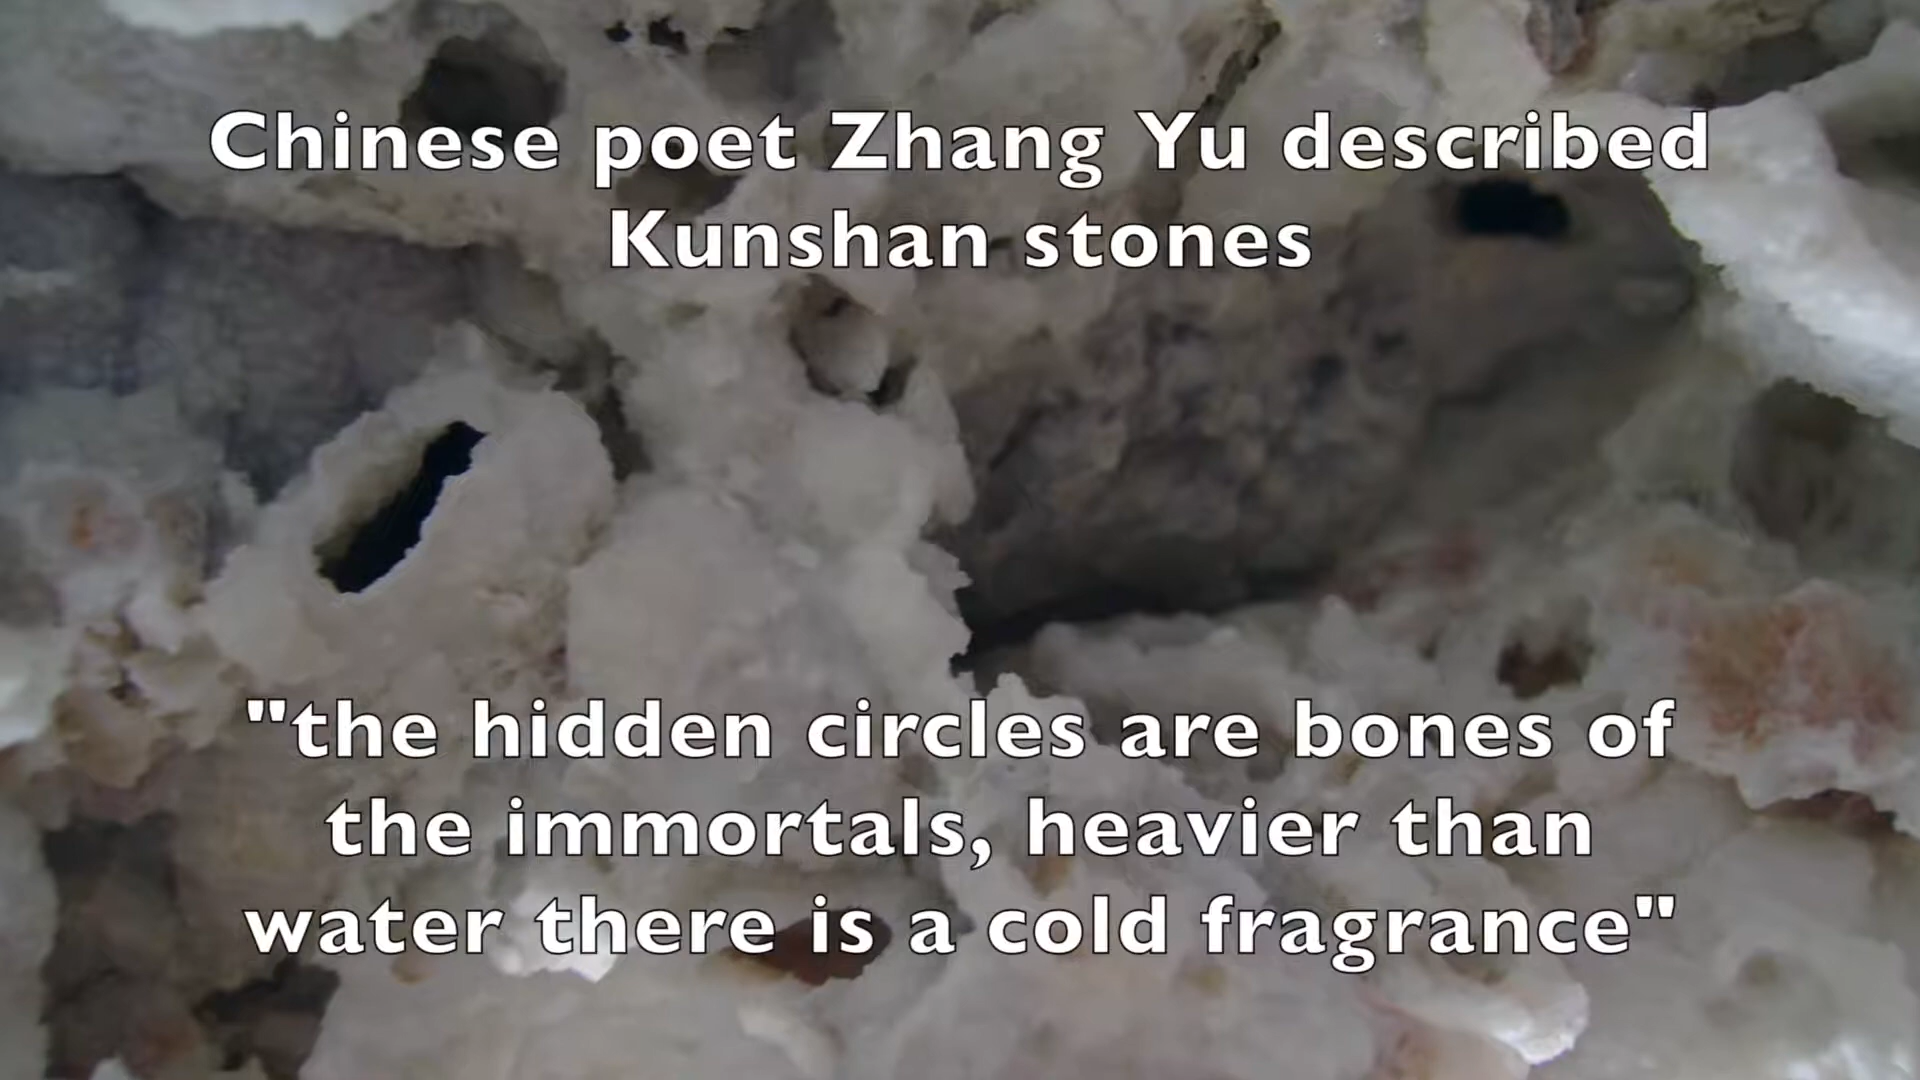 Chinese poet Zhang Yu described
Kunshan stones
"the hidden circles are bones of
the immortals, heavier than
water there is a cold fragrance"